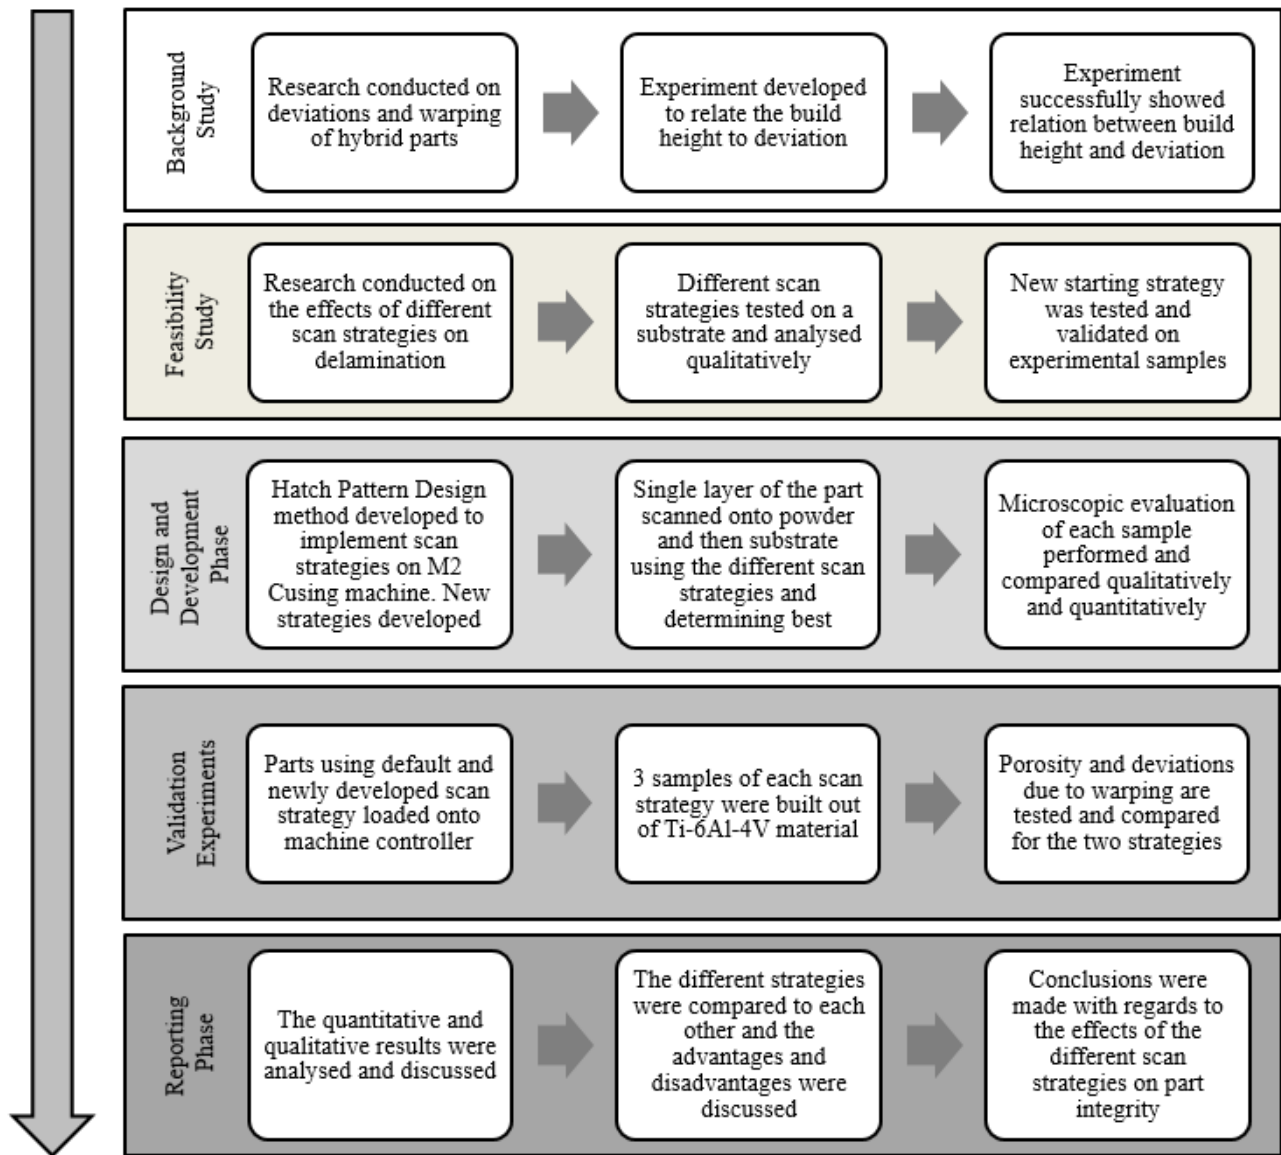 Background
Study
Research conducted on
deviations and warping
of hybrid parts
Experiment developed
to relate the build
height to deviation
Experiment
successfully showed
relation between build
height and deviation
Feasibility
Study
Research conducted on
the effects of different
scan strategies on
delamination
Different scan
strategies tested on a
substrate and analysed
qualitatively
New starting strategy
was tested and
validated on
experimental samples
Design and
Development
Phase
Hatch Pattern Design
method developed to
implement scan
strategies on M2
Cusing machine. New
strategies developed
Single layer of the part
scanned onto powder
and then substrate
using the different scan
strategies and
determining best
Microscopic evaluation
of each sample
performed and
compared qualitatively
and quantitatively
Validation
Experiments
Parts using default and
newly developed scan
strategy loaded onto
machine controller
3 samples of each scan
strategy were built out
of Ti-6Al-4V material
Porosity and deviations
due to warping are
tested and compared
for the two strategies
Reporting
Phase
The quantitative and
qualitative results were
analysed and discussed
The different strategies
were compared to each
other and the
advantages and
disadvantages were
discussed
Conclusions were
made with regards to
the effects of the
different scan
strategies on part
integrity